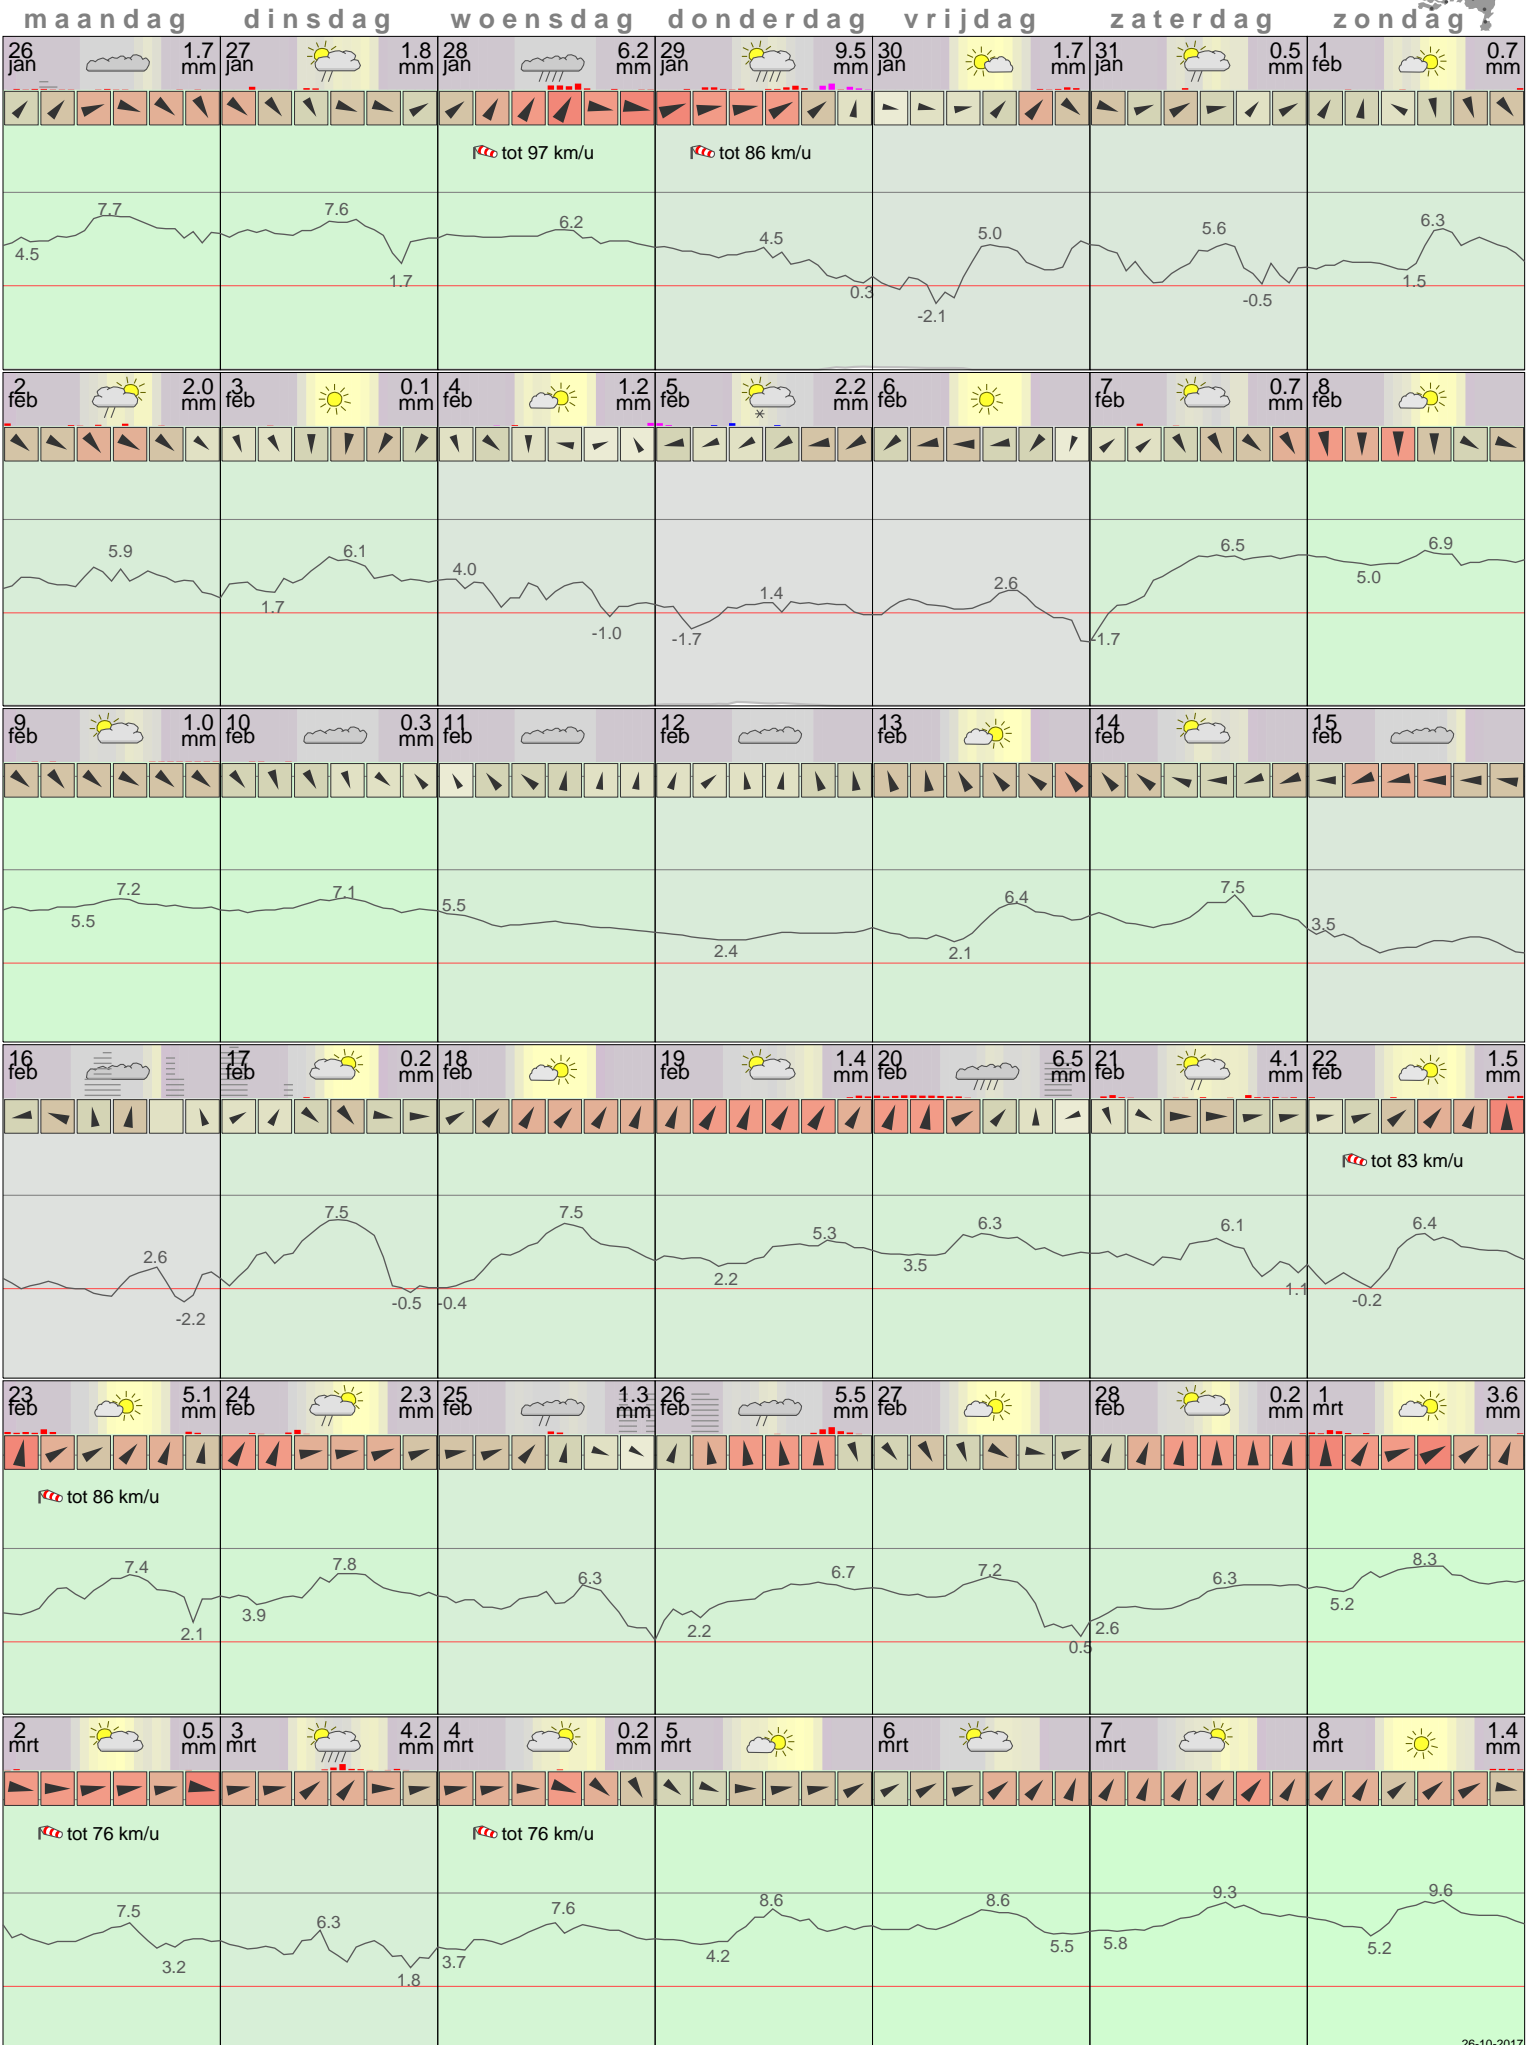 maandag dinsdag woensdag donderdag vrijdag zaterdag zondag
26 jan 1.7 mm 27 jan 1.8 mm 28 jan 6.2 mm 29 jan 9.5 mm 30 jan 1.7 mm 31 jan 0.5 mm 1 feb 0.7 mm
tot 97 km/u tot 86 km/u
4.5 7.7 7.6 1.7 6.2 4.5 0.3 -2.1 5.0 5.6 -0.5 1.5 6.3
2 feb 2.0 mm 3 feb 0.1 mm 4 feb 1.2 mm 5 feb 2.2 mm 6 feb 7 feb 0.7 mm 8 feb
5.9 1.7 6.1 4.0 -1.0 -1.7 1.4 2.6 -1.7 6.5 5.0 6.9
9 feb 1.0 mm 10 feb 0.3 mm 11 feb 12 feb 13 feb 14 feb 15 feb
5.5 7.2 7.1 5.5 2.4 2.1 6.4 7.5 3.5
16 feb 17 feb 0.2 mm 18 feb 19 feb 1.4 mm 20 feb 6.5 mm 21 feb 4.1 mm 22 feb 1.5 mm
tot 83 km/u
2.6 -2.2 7.5 -0.5 -0.4 7.5 2.2 5.3 3.5 6.3 6.1 1.1 -0.2 6.4
23 feb 5.1 mm 24 feb 2.3 mm 25 feb 1.3 mm 26 feb 5.5 mm 27 feb 28 feb 0.2 mm 1 mrt 3.6 mm
tot 86 km/u
7.4 2.1 3.9 7.8 6.3 2.2 6.7 7.2 0.5 2.6 6.3 5.2 8.3
2 mrt 0.5 mm 3 mrt 4.2 mm 4 mrt 0.2 mm 5 mrt 6 mrt 7 mrt 8 mrt 1.4 mm
tot 76 km/u tot 76 km/u
7.5 3.2 6.3 1.8 3.7 7.6 4.2 8.6 8.6 5.5 5.8 9.3 5.2 9.6
26-10-2017